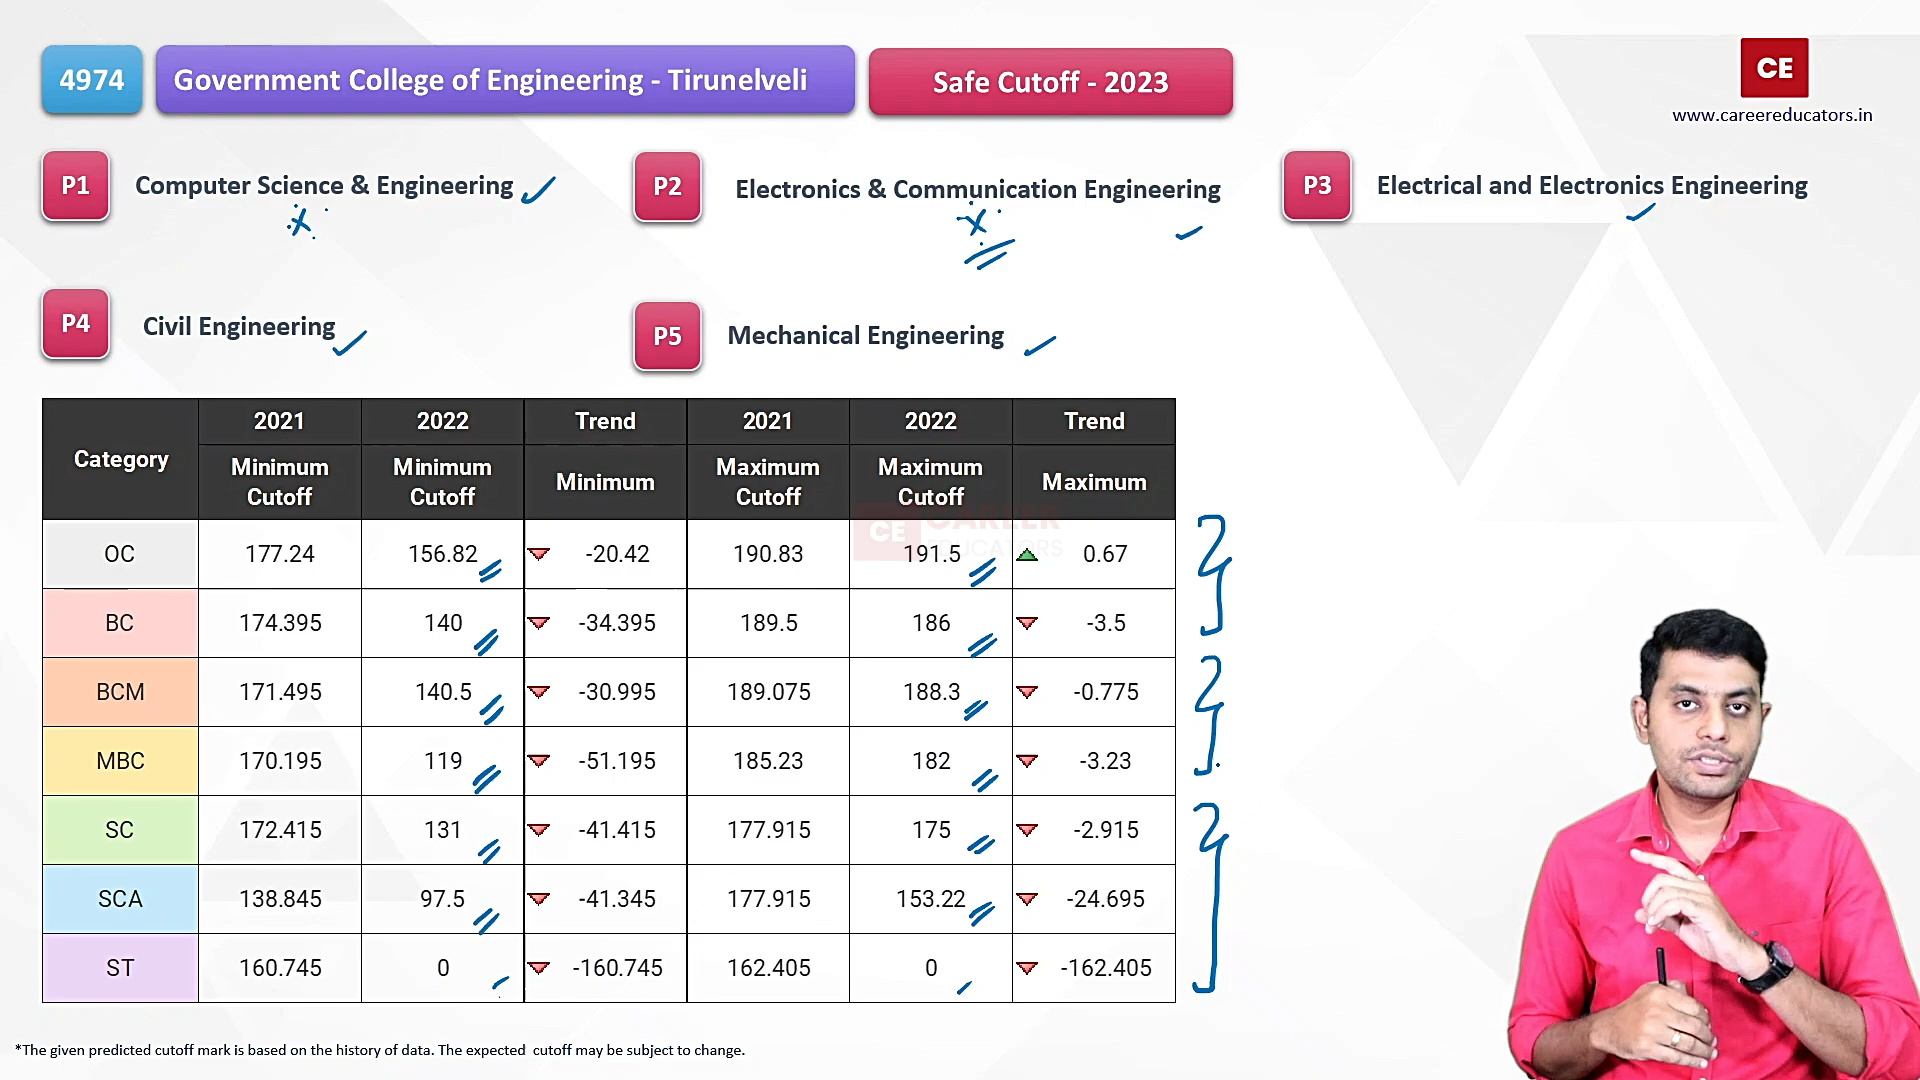 4974
Government College of Engineering - Tirunelveli
Safe Cutoff - 2023
CE
www.careereducators.in
P1 Computer Science & Engineering
P2 Electronics & Communication Engineering
P3 Electrical and Electronics Engineering
P4 Civil Engineering
P5 Mechanical Engineering
Category 2021 Minimum Cutoff 2022 Minimum Cutoff Trend Minimum 2021 Maximum Cutoff 2022 Maximum Cutoff Trend Maximum
CE CAREER EDUCATORS
OC 177.24 156.82 -20.42 190.83 191.5 0.67
BC 174.395 140 -34.395 189.5 186 -3.5
BCM 171.495 140.5 -30.995 189.075 188.3 -0.775
MBC 170.195 119 -51.195 185.23 182 -3.23
SC 172.415 131 -41.415 177.915 175 -2.915
SCA 138.845 97.5 -41.345 177.915 153.22 -24.695
ST 160.745 0 -160.745 162.405 0 -162.405
*The given predicted cutoff mark is based on the history of data. The expected cutoff may be subject to change.